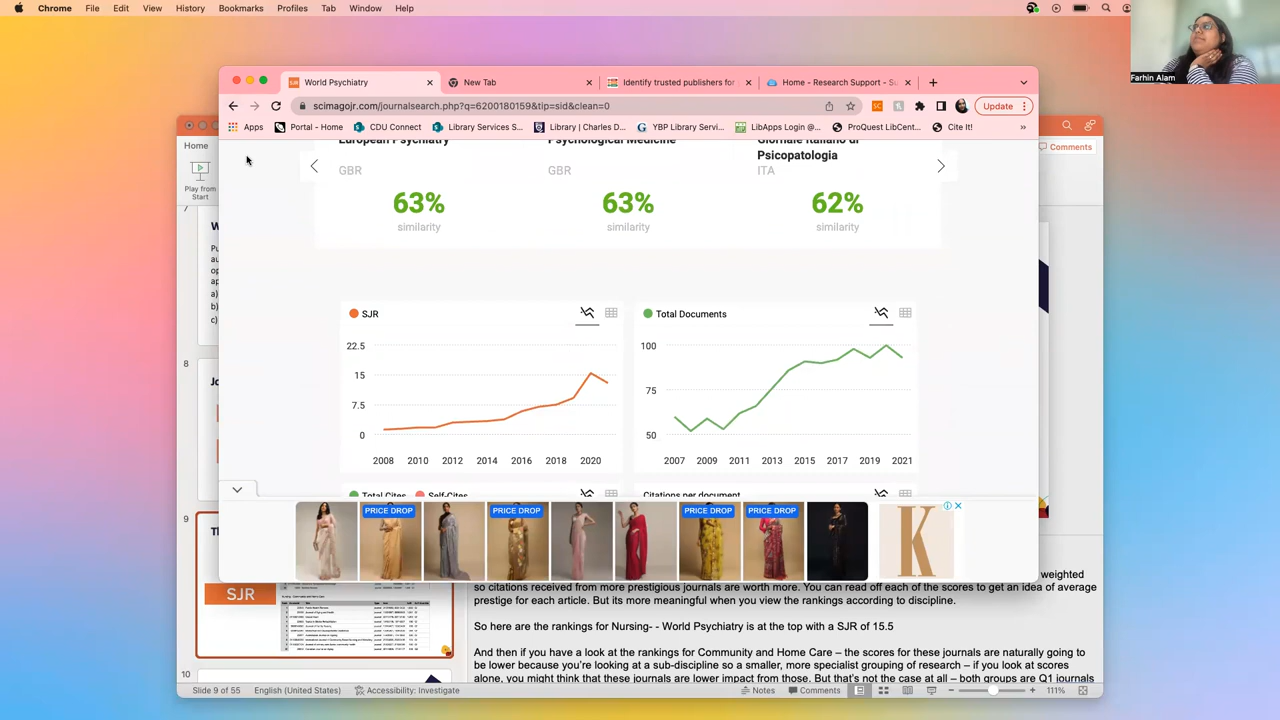 Chrome File Edit View History Bookmarks Profiles Tab Window Help
Farhin Alam
SJR World Psychiatry
New Tab
Identify trusted publishers for
Home - Research Support - S
scimagojr.com/journalsearch.php?q=6200180159&tip=sid&clean=0
Update
Apps
Portal - Home
CDU Connect
Library Services S...
Library | Charles D...
YBP Library Servi...
LibApps Login @...
ProQuest LibCent...
Cite It!
»
Home
Comments
Play from
Start
European Psychiatry
Psychological Medicine
Giornale Italiano di
Psicopatologia
GBR
GBR
ITA
63%
63%
62%
similarity
similarity
similarity
SJR
Total Documents
22.5
15
7.5
0
2008 2010 2012 2014 2016 2018 2020
100
75
50
2007 2009 2011 2013 2015 2017 2019 2021
Total Cites Self-Cites
Citations per document
PRICE DROP
PRICE DROP
PRICE DROP
PRICE DROP
K
7
W
Pu
au
op
ap
a)
b)
c)
8
Jo
9
Th
SJR
10
weighted
so citations received from more prestigious journals are worth more. You can read off each of the scores to get an idea of average
prestige for each article. But its more meaningful when you view the rankings according to discipline.
So here are the rankings for Nursing- - World Psychiatry is the top with SJR of 15.5
However if you have a look at the rankings for Community and Home Care – the scores for these journals are naturally going to
be lower because you're looking at a sub-discipline so a smaller, more specialist grouping of research – if you look at scores
alone, you might think that these journals are lower impact from those. But that's not the case at all – both groups are Q1 journals
Slide 9 of 55
English (United States)
Accessibility: Investigate
Notes
Comments
111%